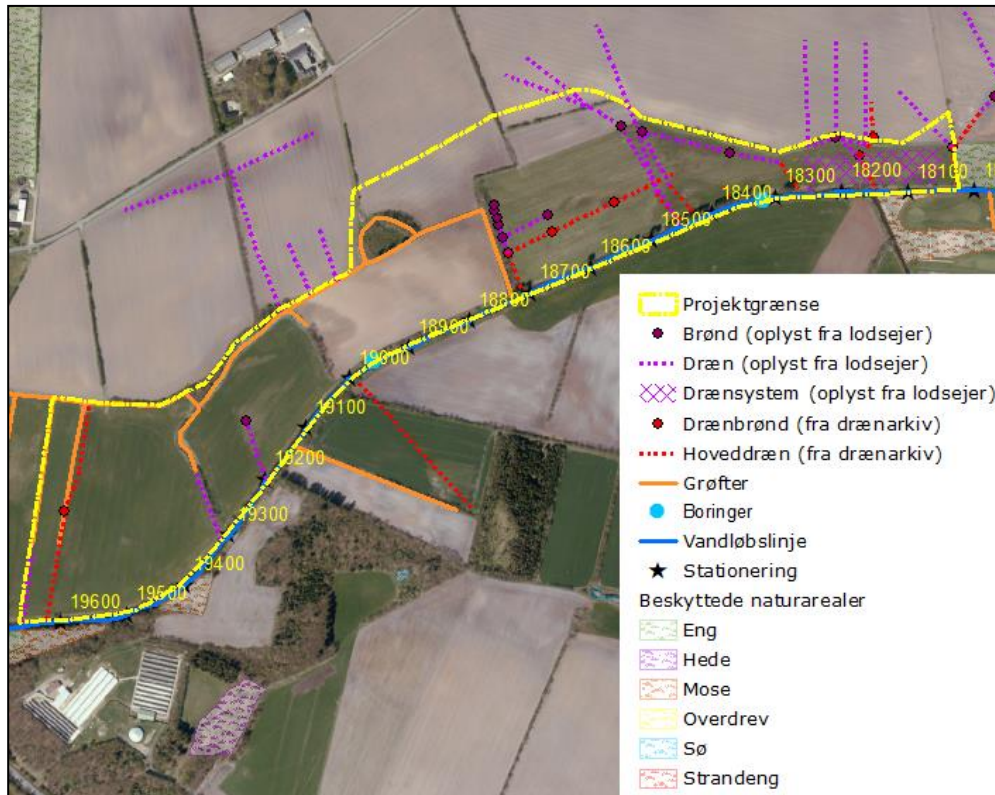 18300
18200
18100
18400
18500
18600
18700
18800
18900
19000
19100
19200
19300
19400
19500
19600
Projektgrænse
Brønd (oplyst fra lodsejer)
Dræn (oplyst fra lodsejer)
Drænsystem (oplyst fra lodsejer)
Drænbrønd (fra drænarkiv)
Hoveddræn (fra drænarkiv)
Grøfter
Boringer
Vandløbslinje
Stationering
Beskyttede naturarealer
Eng
Hede
Mose
Overdrev
Sø
Strandeng